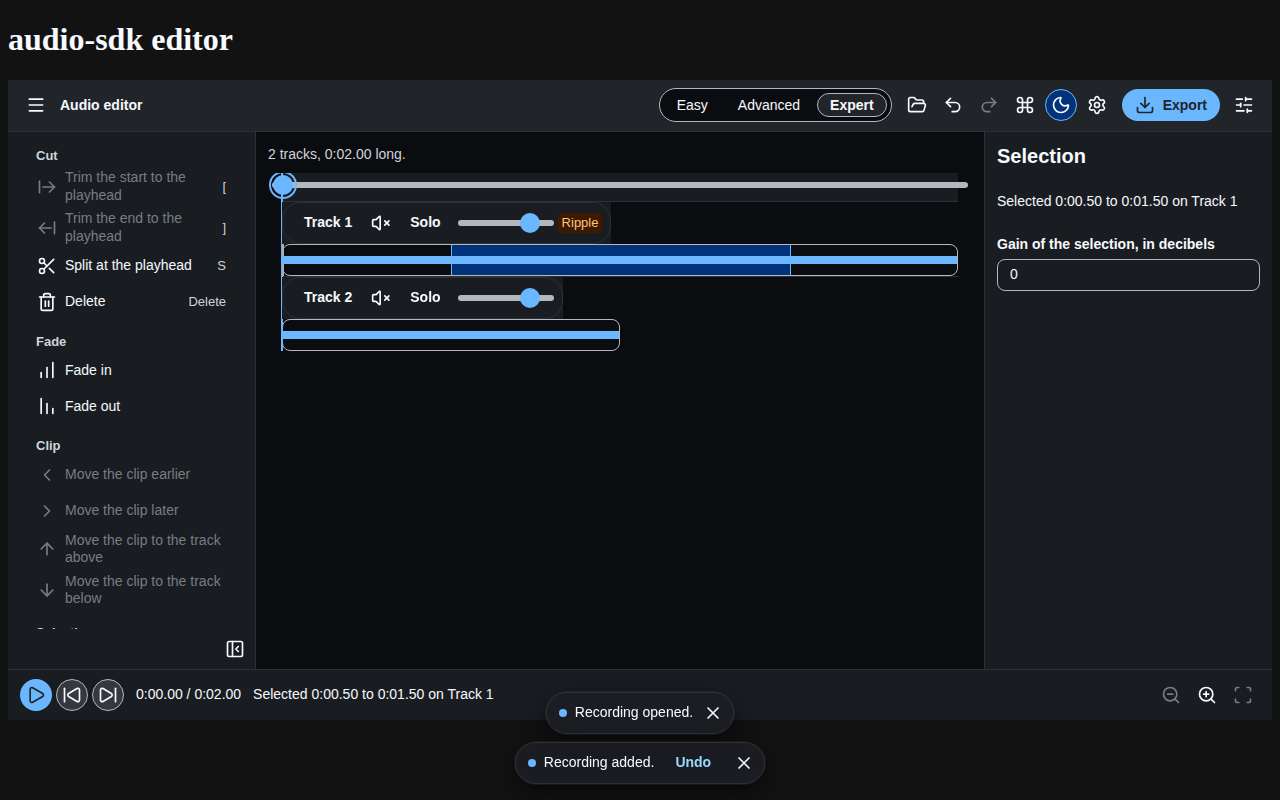 audio-sdk editor
Audio editor
Easy Advanced Expert
Export
Cut
Trim the start to the
playhead
[
Trim the end to the
playhead
]
Split at the playhead S
Delete Delete
Fade
Fade in
Fade out
Clip
Move the clip earlier
Move the clip later
Move the clip to the track
above
Move the clip to the track
below
2 tracks, 0:02.00 long.
Track 1 Solo Ripple
Track 2 Solo
Selection
Selected 0:00.50 to 0:01.50 on Track 1
Gain of the selection, in decibels
0
0:00.00 / 0:02.00 Selected 0:00.50 to 0:01.50 on Track 1
Recording opened.
Recording added. Undo